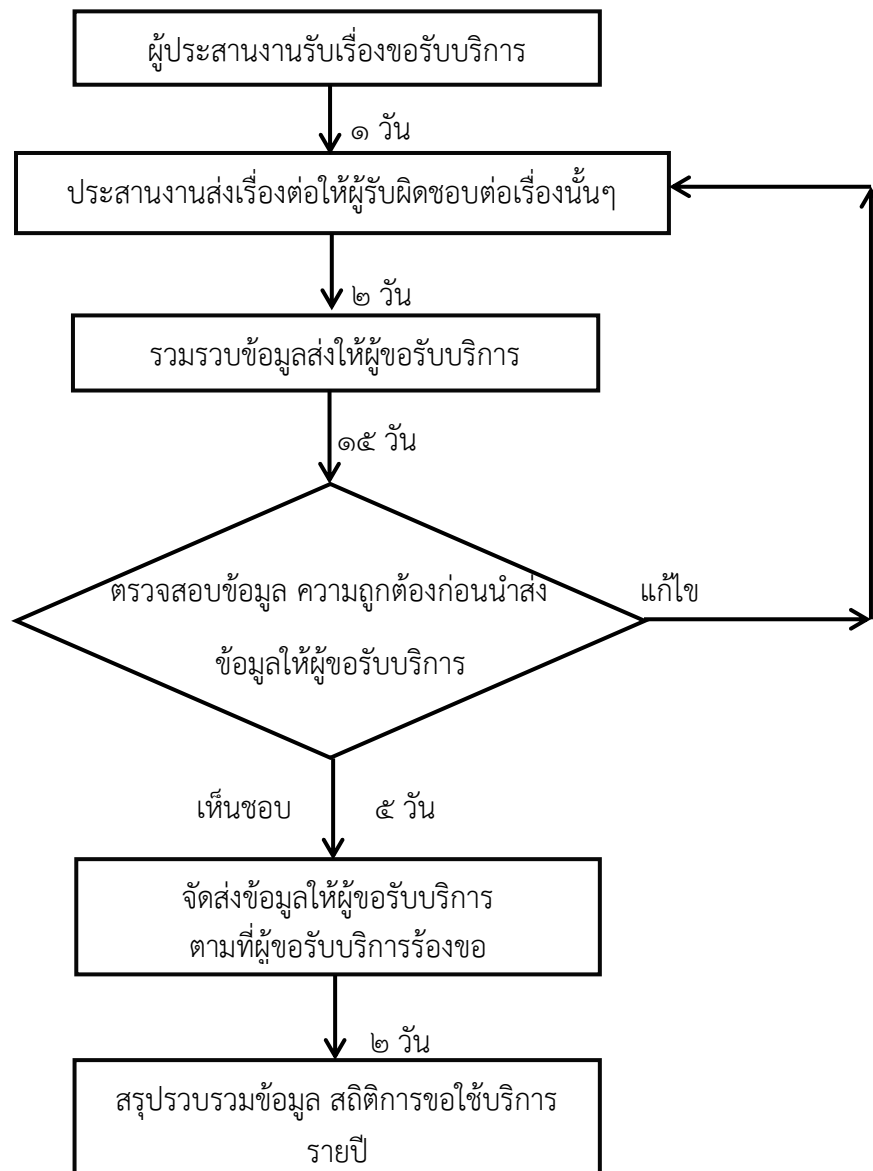 ผู้ประสานงานรับเรื่องขอรับบริการ
๑ วัน
ประสานงานส่งเรื่องต่อให้ผู้รับผิดชอบต่อเรื่องนั้นๆ
๒ วัน
รวมรวบข้อมูลส่งให้ผู้ขอรับบริการ
๑๕ วัน
ตรวจสอบข้อมูล ความถูกต้องก่อนนำส่ง
ข้อมูลให้ผู้ขอรับบริการ
แก้ไข
เห็นชอบ
๕ วัน
จัดส่งข้อมูลให้ผู้ขอรับบริการ
ตามที่ผู้ขอรับบริการร้องขอ
๒ วัน
สรุปรวบรวมข้อมูล สถิติการขอใช้บริการ
รายปี